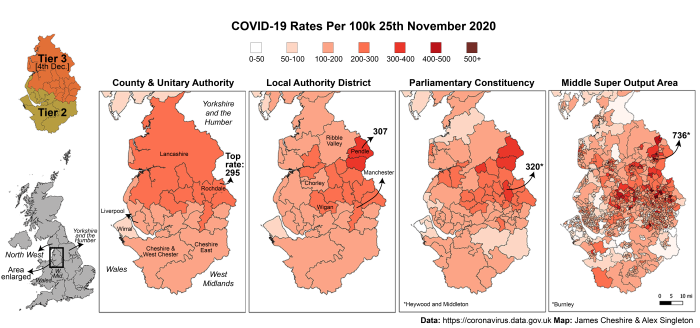 COVID-19 Rates Per 100k 25th November 2020
0-50 50-100 100-200 200-300 300-400 400-500 500+
Tier 3
[4th Dec.]
Tier 2
County & Unitary Authority
Yorkshire
and the
Humber
Lancashire
Top
rate:
295
Rochdale
Liverpool
Wirral
Cheshire
& West Chester
Cheshire
East
Wales
West
Midlands
Local Authority District
307
Ribble
Valley
Pendle
Manchester
Chorley
Wigan
Parliamentary Constituency
320*
*Heywood and Middleton
Middle Super Output Area
736*
0 5 10 mi
*Burnley
Yorkshire
and the
Humber
North West
Area
enlarged
W.
Mid.
Wales
Data: https://coronavirus.data.gov.uk Map: James Cheshire & Alex Singleton